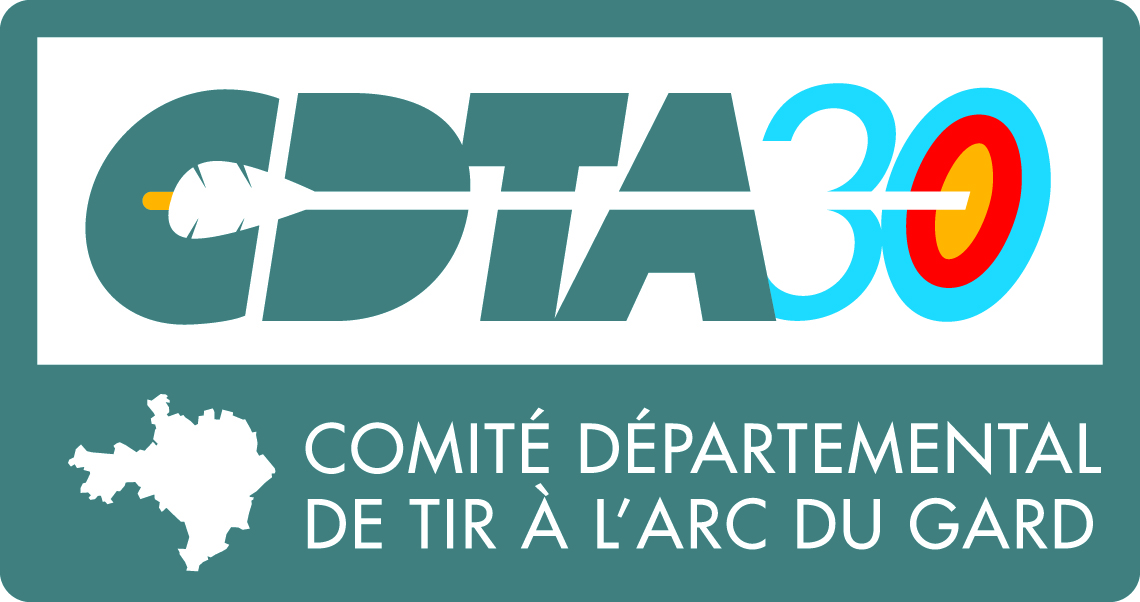 CDTA30
COMITÉ DÉPARTEMENTAL
DE TIR À L’ARC DU GARD